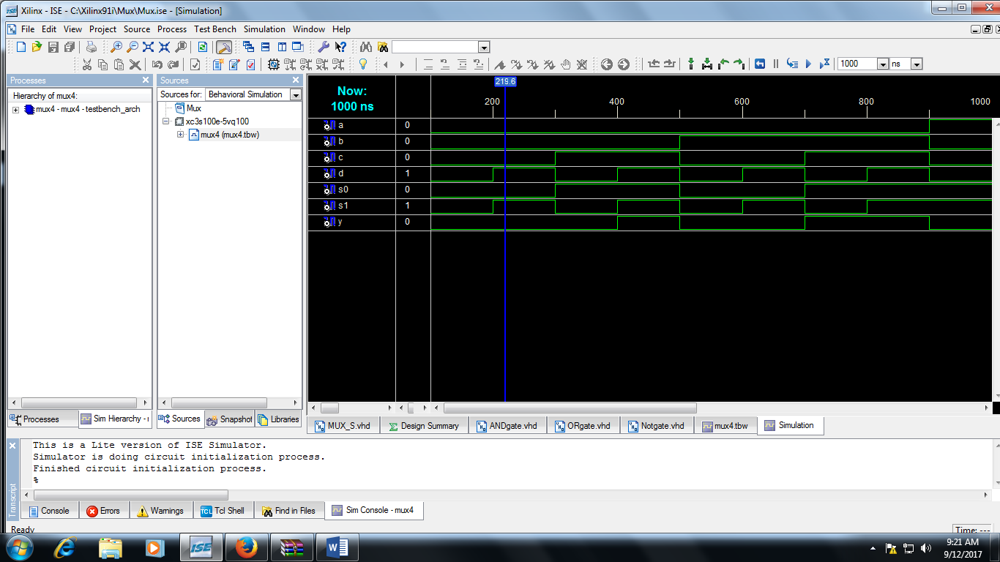 Xilinx - ISE - C:\Xilinx91i\Mux\Mux.ise - [Simulation]
File Edit View Project Source Process Test Bench Simulation Window Help
1000 ns
Processes
Hierarchy of mux4:
mux4 - mux4 - testbench_arch
Sources
Sources for: Behavioral Simulation
Mux
xc3s100e-5vq100
mux4 (mux4.tbw)
219.6
Now:
1000 ns
200 400 600 800 1000
a 0
b 0
c 0
d 1
s0 0
s1 1
y 0
Processes Sim Hierarchy -
Sources Snapshot Libraries
MUX_S.vhd Design Summary ANDgate.vhd ORgate.vhd Notgate.vhd mux4.tbw Simulation
This is a Lite version of ISE Simulator.
Simulator is doing circuit initialization process.
Finished circuit initialization process.
%
Transcript
Console Errors Warnings TCL Tcl Shell Find in Files Sim Console - mux4
Ready
Time: ---
ISE
9:21 AM
9/12/2017